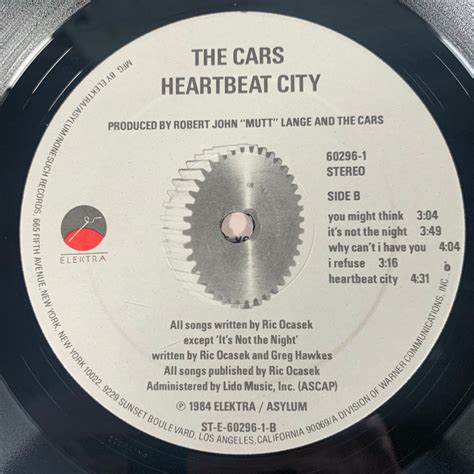 THE CARS
HEARTBEAT CITY
PRODUCED BY ROBERT JOHN "MUTT" LANGE AND THE CARS
60296-1
STEREO
SIDE B
you might think 3:04
it's not the night 3:49
why can't i have you 4:04
i refuse 3:16
heartbeat city 4:31
ELEKTRA
All songs written by Ric Ocasek
except 'It's Not the Night'
written by Ric Ocasek and Greg Hawkes
All songs published by Ric Ocasek
Administered by Lido Music, Inc. (ASCAP)
℗ 1984 ELEKTRA / ASYLUM
ST-E-60296-1-B
MFG. BY ELEKTRA/ASYLUM/NONESUCH RECORDS. 665 FIFTH AVENUE, NEW YORK, NEW YORK 10022. 9229 SUNSET BOULEVARD, LOS ANGELES, CALIFORNIA 90069/A DIVISION OF WARNER COMMUNICATIONS, INC.